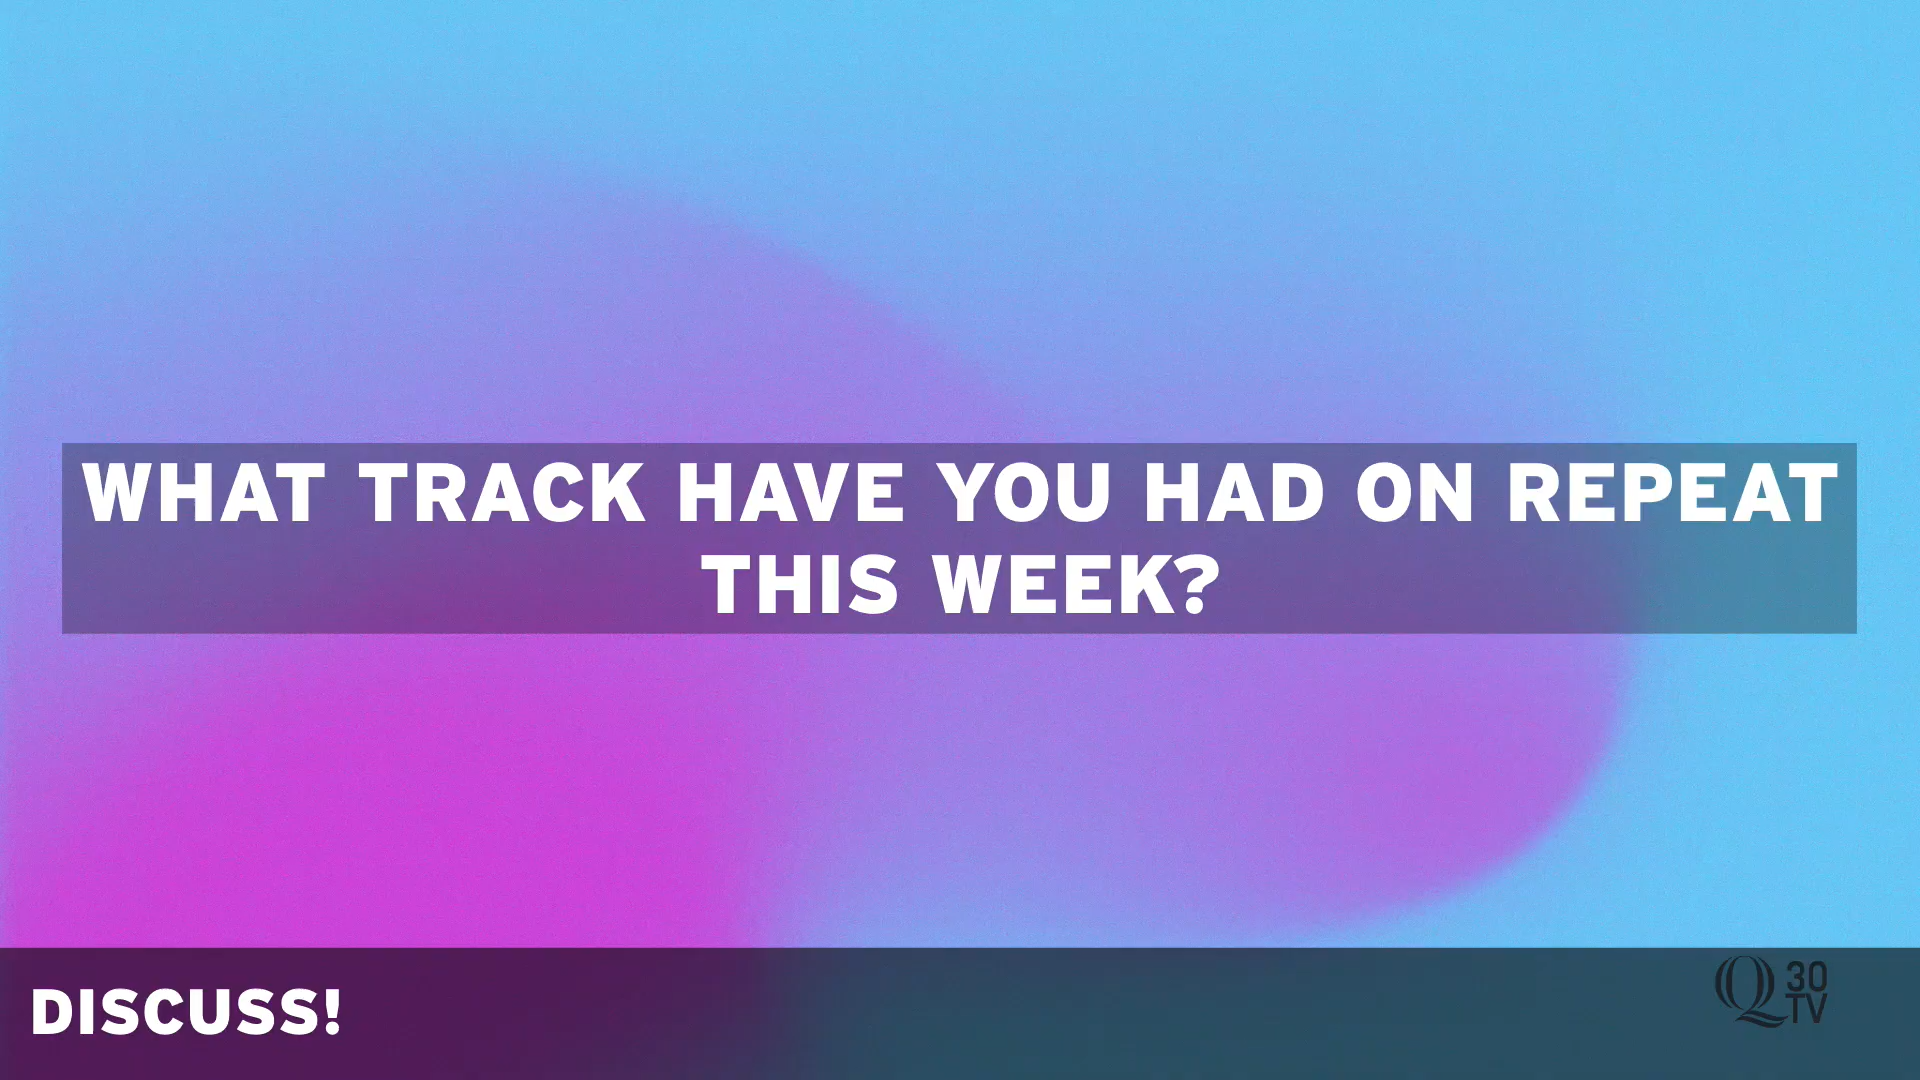 WHAT TRACK HAVE YOU HAD ON REPEAT
THIS WEEK?
DISCUSS!
Q 30
TV